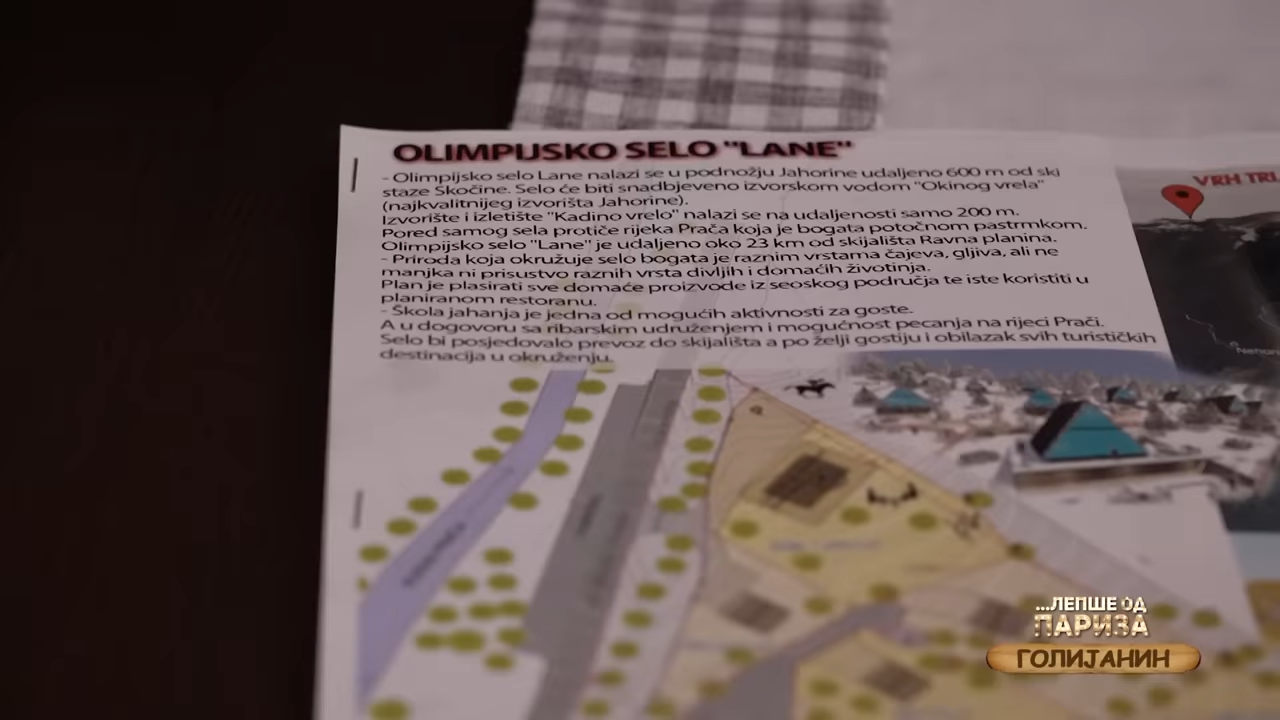 OLIMPIJSKO SELO "LANE"
- Olimpijsko selo Lane nalazi se u podnožju Jahorine udaljeno 600 m od ski
staze Skočine. Selo će biti snadbjeveno izvorskom vodom "Okinog vrela"
(najkvalitnijeg izvorišta Jahorine).
Izvorište i izletište "Kadino vrelo" nalazi se na udaljenosti samo 200 m.
Pored samog sela protiče rijeka Prača koja je bogata potočnom pastrmkom.
Olimpijsko selo "Lane" je udaljeno oko 23 km od skijališta Ravna planina.
- Priroda koja okružuje selo bogata je raznim vrstama čajeva, gljiva, ali ne
manjka ni prisustvo raznih vrsta divljih i domaćih životinja.
Plan je plasirati sve domaće proizvode iz seoskog područja te iste koristiti u
planiranom restoranu.
- Škola jahanja je jedna od mogućih aktivnosti za goste.
A u dogovoru sa ribarskim udruženjem i mogućnost pecanja na rijeci Prači.
Selo bi posjedovalo prevoz do skijališta a po želji gostiju i obilazak svih turističkih
destinacija u okruženju.
VRH TRI
...ЛЕПШЕ ОД
ПАРИЗА
ГОЛИЈАНИН